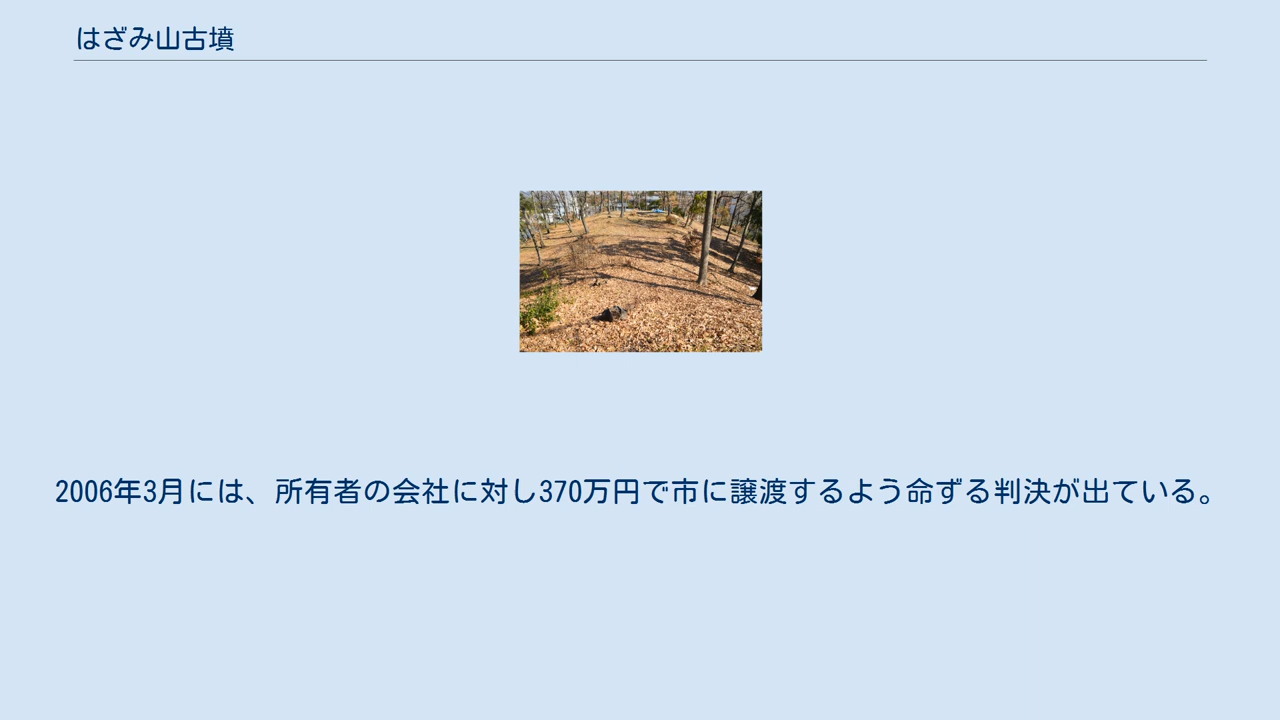 はざみ山古墳
2006年3月には、所有者の会社に対し370万円で市に譲渡するよう命ずる判決が出ている。